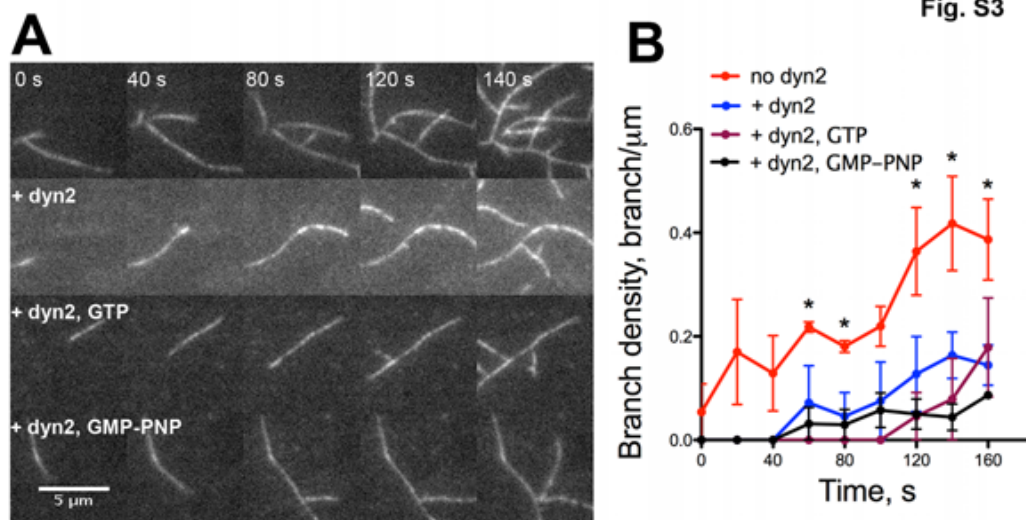 Fig. S3
A
0 s 40 s 80 s 120 s 140 s
+ dyn2
+ dyn2, GTP
+ dyn2, GMP-PNP
5 µm
B
no dyn2
+ dyn2
+ dyn2, GTP
+ dyn2, GMP-PNP
Branch density, branch/µm
0.6
0.4
0.2
0.0
* * * * *
0 40 80 120 160
Time, s